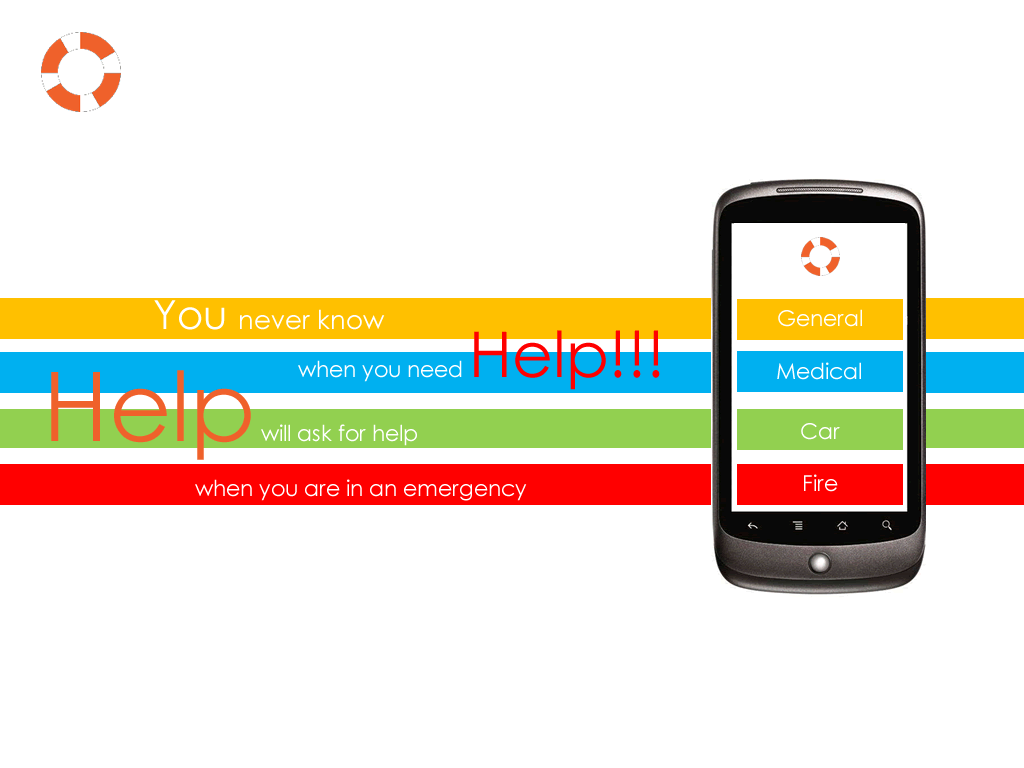 You never know
when you need Help!!!
Help will ask for help
when you are in an emergency
General
Medical
Car
Fire